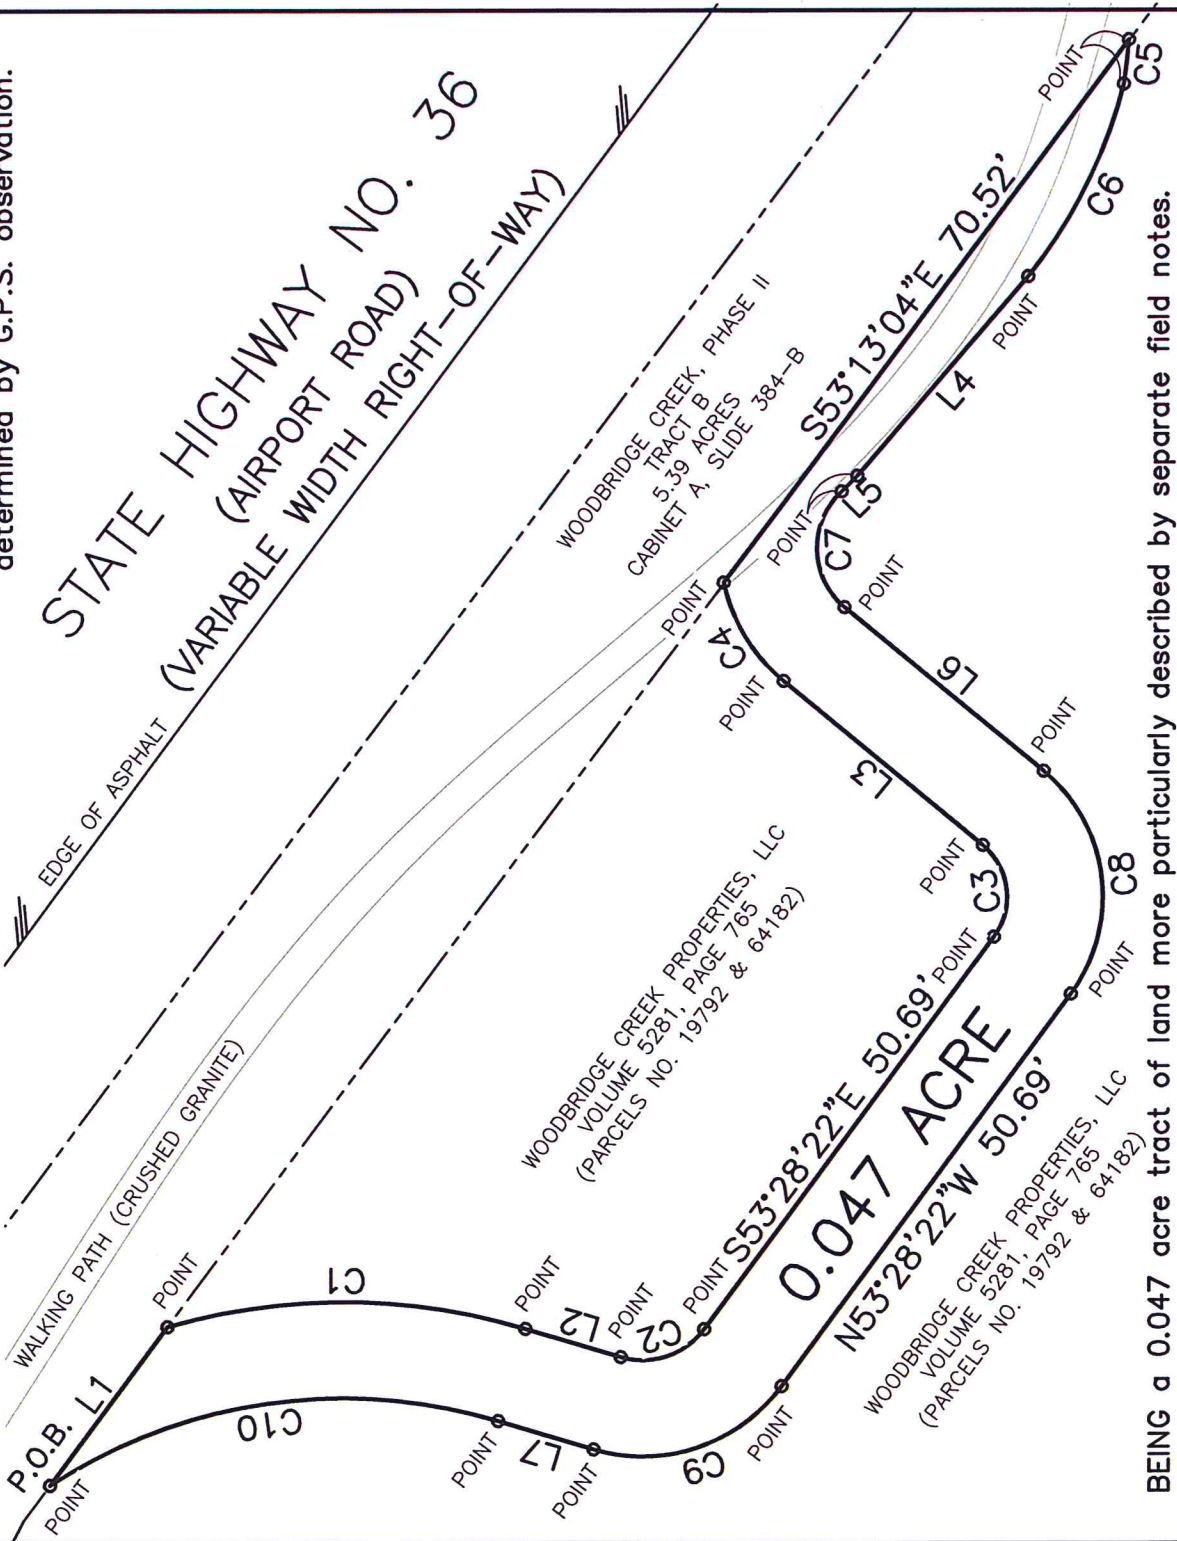 determined by G.P.S. observation.
STATE HIGHWAY NO. 36
(AIRPORT ROAD)
(VARIABLE WIDTH RIGHT-OF-WAY)
EDGE OF ASPHALT
WALKING PATH (CRUSHED GRANITE)
WOODBRIDGE CREEK, PHASE II
TRACT B
5.39 ACRES
CABINET A, SLIDE 384-B
P.O.B.
L1
POINT
POINT
C1
POINT
L2
POINT
C2
POINT
S53°28'22"E 50.69'
POINT
C3
POINT
L3
POINT
C4
POINT
S53°13'04"E 70.52'
POINT
C5
C6
POINT
L4
POINT
L5
C7
POINT
L6
POINT
C8
POINT
N53°28'22"W 50.69'
POINT
C9
POINT
L7
POINT
C10
0.047 ACRE
WOODBRIDGE CREEK PROPERTIES, LLC
VOLUME 5281, PAGE 765
(PARCELS NO. 19792 & 64182)
WOODBRIDGE CREEK PROPERTIES, LLC
VOLUME 5281, PAGE 765
(PARCELS NO. 19792 & 64182)
BEING a 0.047 acre tract of land more particularly described by separate field notes.